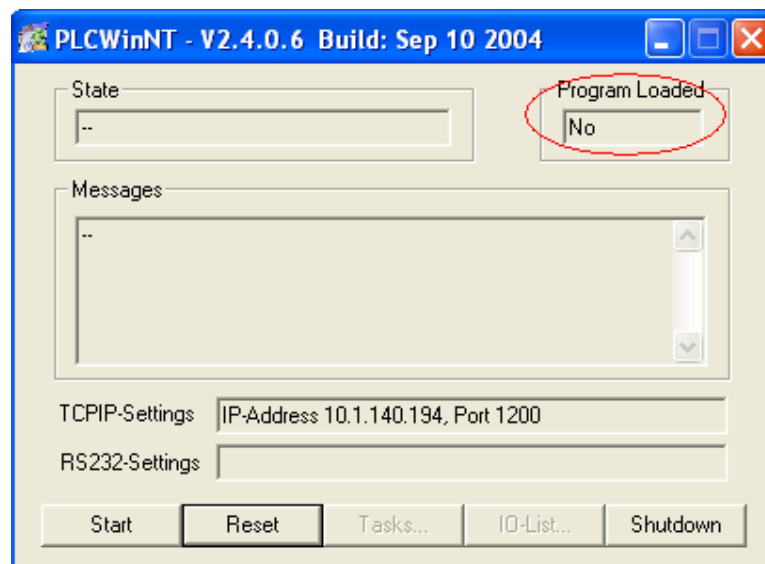 PLCWinNT - V2.4.0.6 Build: Sep 10 2004
State
Program Loaded
--
No
Messages
--
TCPIP-Settings
IP-Address 10.1.140.194, Port 1200
RS232-Settings
Start
Reset
Tasks...
IO-List...
Shutdown